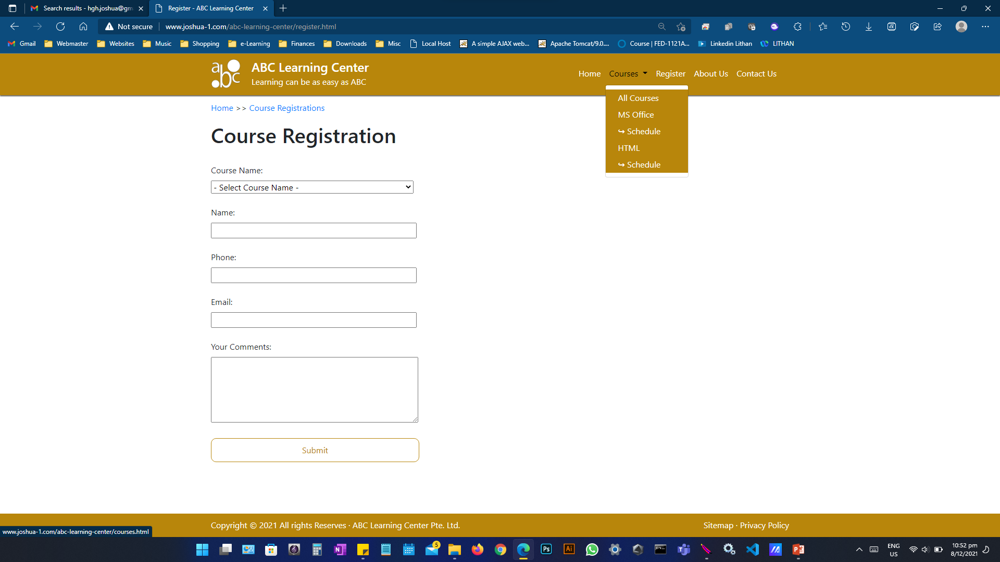 Search results - hgh.joshua@gm
Register - ABC Learning Center
Not secure
www.joshua-1.com/abc-learning-center/register.html
Gmail
Webmaster
Websites
Music
Shopping
e-Learning
Finances
Downloads
Misc
Local Host
A simple AJAX web...
Apache Tomcat/9.0....
Course | FED-1121A...
Linkedin Lithan
LITHAN
abc
ABC Learning Center
Learning can be as easy as ABC
Home
Courses
Register
About Us
Contact Us
All Courses
MS Office
↪ Schedule
HTML
↪ Schedule
Home >> Course Registrations
Course Registration
Course Name:
- Select Course Name -
Name:
Phone:
Email:
Your Comments:
Submit
Copyright © 2021 All rights Reserves · ABC Learning Center Pte. Ltd.
Sitemap · Privacy Policy
www.joshua-1.com/abc-learning-center/courses.html
N
5
Ps
Ai
P
ENG
US
10:52 pm
8/12/2021